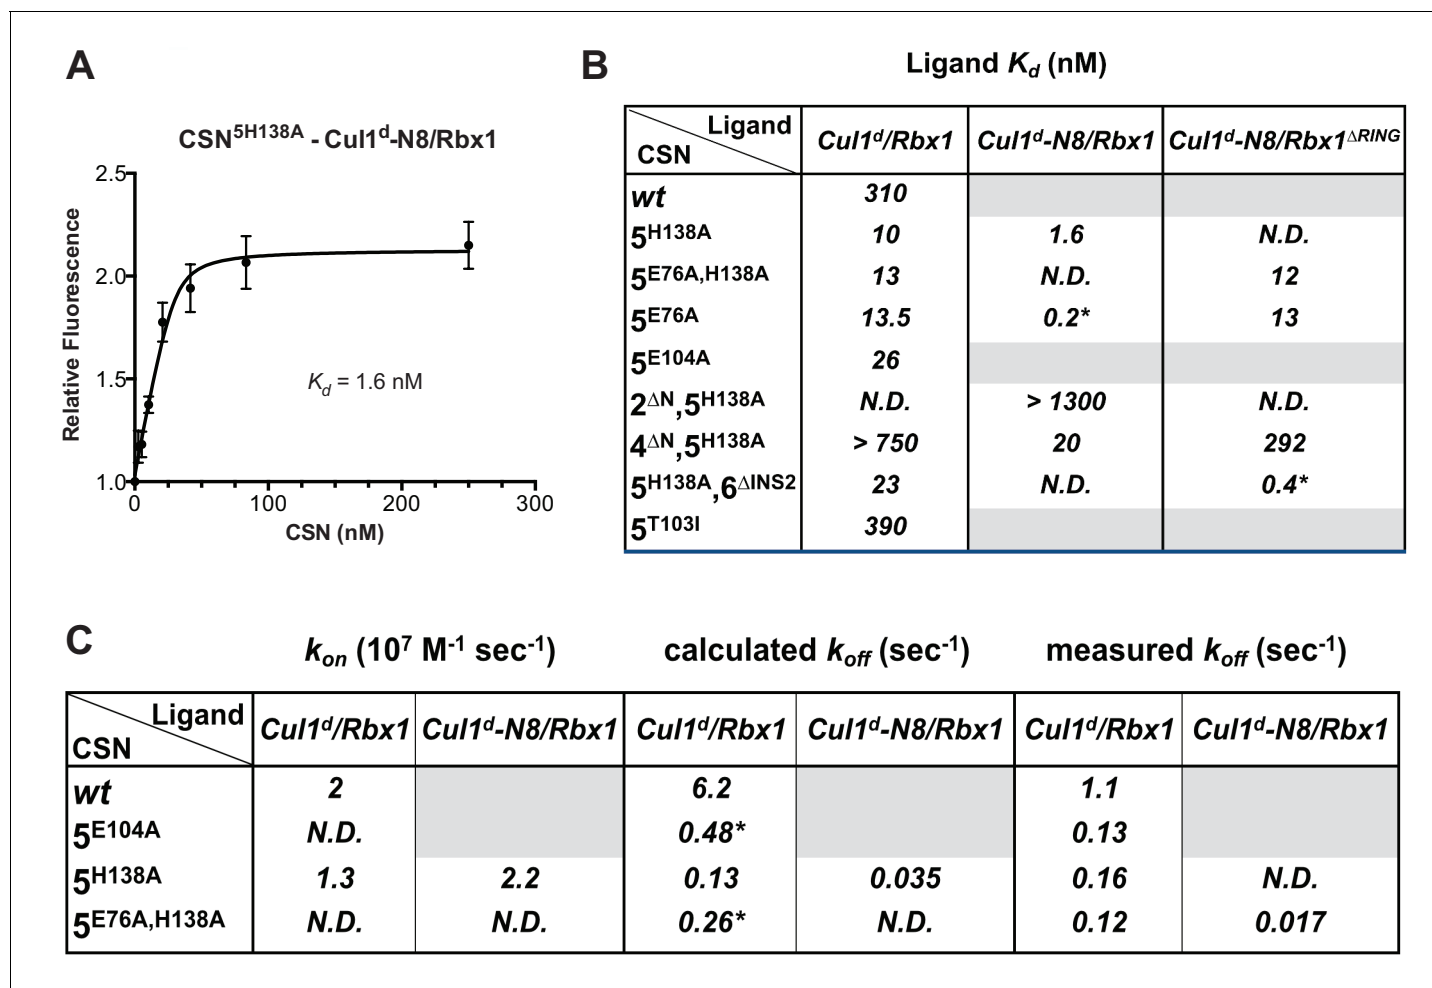 A
CSN5H138A - Cul1d-N8/Rbx1
Relative Fluorescence
2.5
2.0
1.5
1.0
Kd = 1.6 nM
0 100 200 300
CSN (nM)
B
Ligand Kd (nM)
Ligand CSN Cul1d/Rbx1 Cul1d-N8/Rbx1 Cul1d-N8/Rbx1ΔRING
wt 310
5H138A 10 1.6 N.D.
5E76A,H138A 13 N.D. 12
5E76A 13.5 0.2* 13
5E104A 26
2ΔN,5H138A N.D. > 1300 N.D.
4ΔN,5H138A > 750 20 292
5H138A,6ΔINS2 23 N.D. 0.4*
5T103I 390
C
kon (10⁷ M⁻¹ sec⁻¹) calculated koff (sec⁻¹) measured koff (sec⁻¹)
Ligand CSN Cul1d/Rbx1 Cul1d-N8/Rbx1 Cul1d/Rbx1 Cul1d-N8/Rbx1 Cul1d/Rbx1 Cul1d-N8/Rbx1
wt 2 6.2 1.1
5E104A N.D. 0.48* 0.13
5H138A 1.3 2.2 0.13 0.035 0.16 N.D.
5E76A,H138A N.D. N.D. 0.26* N.D. 0.12 0.017